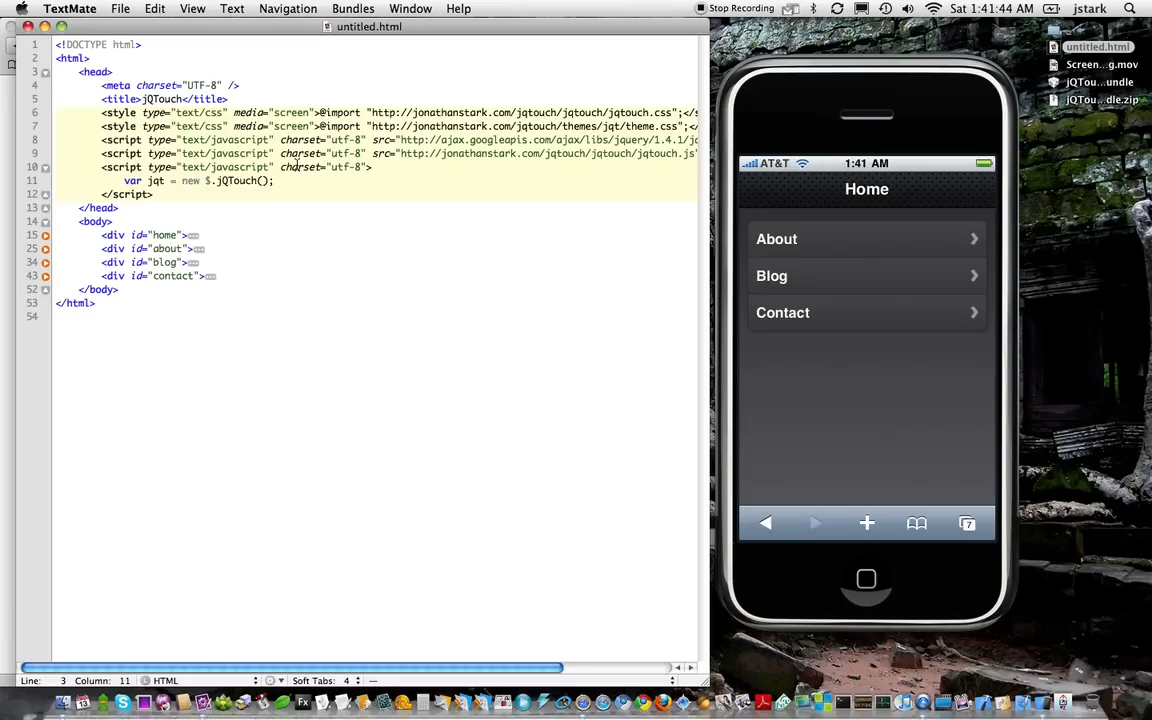 TextMate File Edit View Text Navigation Bundles Window Help Stop Recording Sat 1:41:44 AM jstark
untitled.html
1 <!DOCTYPE html>
2 <html>
3 <head>
4 <meta charset="UTF-8" />
5 <title>jQTouch</title>
6 <style type="text/css" media="screen">@import "http://jonathanstark.com/jqtouch/jqtouch/jqtouch.css";</s
7 <style type="text/css" media="screen">@import "http://jonathanstark.com/jqtouch/themes/jqt/theme.css";</
8 <script type="text/javascript" charset="utf-8" src="http://ajax.googleapis.com/ajax/libs/jquery/1.4.1/jq
9 <script type="text/javascript" charset="utf-8" src="http://jonathanstark.com/jqtouch/jqtouch/jqtouch.js"
10 <script type="text/javascript" charset="utf-8">
11 var jqt = new $.jQTouch();
12 </script>
13 </head>
14 <body>
15 <div id="home">
25 <div id="about">
34 <div id="blog">
43 <div id="contact">
52 </body>
53 </html>
54
Line: 3 Column: 11 HTML Soft Tabs: 4 —
untitled.html
Screen...g.mov
jQTou...undle
jQTou...dle.zip
AT&T 1:41 AM
Home
About
Blog
Contact
7
Fx